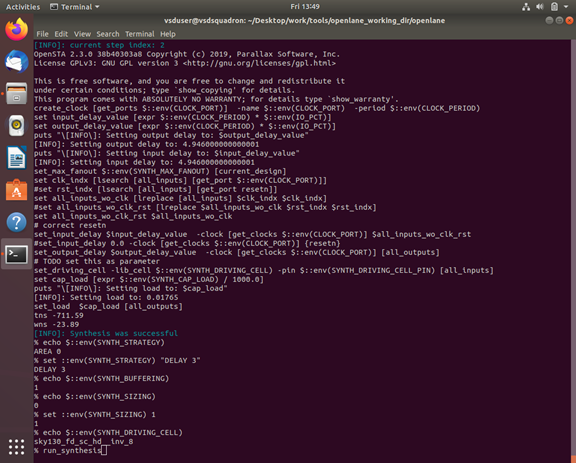 Activities
Terminal
Fri 13:49
vsduser@vsdsquadron: ~/Desktop/work/tools/openlane_working_dir/openlane
File Edit View Search Terminal Help
[INFO]: current step index: 2
OpenSTA 2.3.0 38b40303a8 Copyright (c) 2019, Parallax Software, Inc.
License GPLv3: GNU GPL version 3 <http://gnu.org/licenses/gpl.html>
This is free software, and you are free to change and redistribute it
under certain conditions; type `show_copying' for details.
This program comes with ABSOLUTELY NO WARRANTY; for details type `show_warranty'.
create_clock [get_ports $::env(CLOCK_PORT)]  -name $::env(CLOCK_PORT)  -period $::env(CLOCK_PERIOD)
set input_delay_value [expr $::env(CLOCK_PERIOD) * $::env(IO_PCT)]
set output_delay_value [expr $::env(CLOCK_PERIOD) * $::env(IO_PCT)]
puts "\[INFO\]: Setting output delay to: $output_delay_value"
[INFO]: Setting output delay to: 4.946000000000001
puts "\[INFO\]: Setting input delay to: $input_delay_value"
[INFO]: Setting input delay to: 4.946000000000001
set_max_fanout $::env(SYNTH_MAX_FANOUT) [current_design]
set clk_indx [lsearch [all_inputs] [get_port $::env(CLOCK_PORT)]]
#set rst_indx [lsearch [all_inputs] [get_port resetn]]
set all_inputs_wo_clk [lreplace [all_inputs] $clk_indx $clk_indx]
#set all_inputs_wo_clk_rst [lreplace $all_inputs_wo_clk $rst_indx $rst_indx]
set all_inputs_wo_clk_rst $all_inputs_wo_clk
# correct resetn
set_input_delay $input_delay_value  -clock [get_clocks $::env(CLOCK_PORT)] $all_inputs_wo_clk_rst
#set_input_delay 0.0 -clock [get_clocks $::env(CLOCK_PORT)] {resetn}
set_output_delay $output_delay_value  -clock [get_clocks $::env(CLOCK_PORT)] [all_outputs]
# TODO set this as parameter
set_driving_cell -lib_cell $::env(SYNTH_DRIVING_CELL) -pin $::env(SYNTH_DRIVING_CELL_PIN) [all_inputs]
set cap_load [expr $::env(SYNTH_CAP_LOAD) / 1000.0]
puts "\[INFO\]: Setting load to: $cap_load"
[INFO]: Setting load to: 0.01765
set_load  $cap_load [all_outputs]
tns -711.59
wns -23.89
[INFO]: Synthesis was successful
% echo $::env(SYNTH_STRATEGY)
AREA 0
% set ::env(SYNTH_STRATEGY) "DELAY 3"
DELAY 3
% echo $::env(SYNTH_BUFFERING)
1
% echo $::env(SYNTH_SIZING)
0
% set ::env(SYNTH_SIZING) 1
1
% echo $::env(SYNTH_DRIVING_CELL)
sky130_fd_sc_hd__inv_8
% run_synthesis